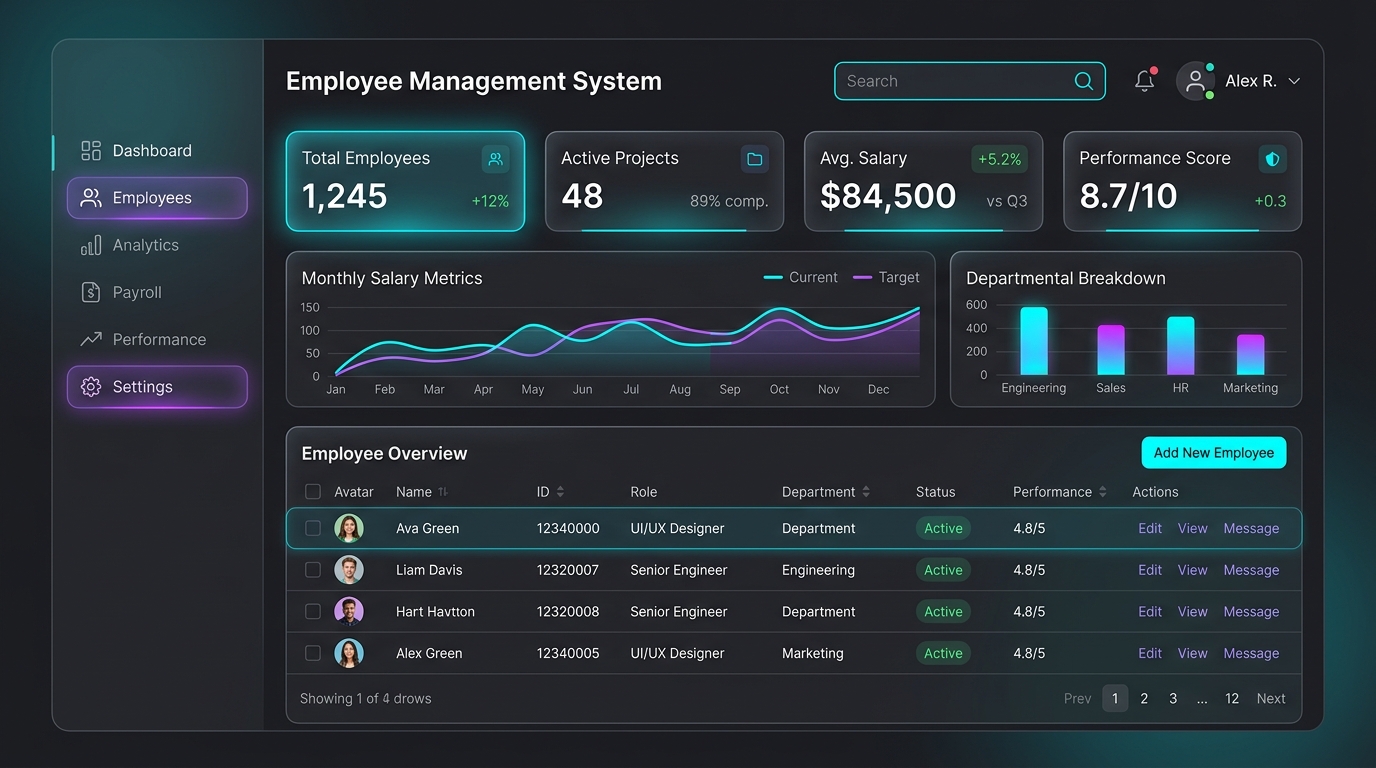 Employee Management System
Search
Alex R.
Dashboard
Employees
Analytics
Payroll
Performance
Settings
Total Employees
1,245
+12%
Active Projects
48
89% comp.
Avg. Salary
+5.2%
$84,500
vs Q3
Performance Score
8.7/10
+0.3
Monthly Salary Metrics
Current
Target
150
100
50
0
Jan Feb Mar Apr May Jun Jul Aug Sep Oct Nov Dec
Departmental Breakdown
600
400
200
0
Engineering Sales HR Marketing
Employee Overview
Add New Employee
Avatar Name ID Role Department Status Performance Actions
Ava Green 12340000 UI/UX Designer Department Active 4.8/5 Edit View Message
Liam Davis 12320007 Senior Engineer Engineering Active 4.8/5 Edit View Message
Hart Havtton 12320008 Senior Engineer Department Active 4.8/5 Edit View Message
Alex Green 12340005 UI/UX Designer Marketing Active 4.8/5 Edit View Message
Showing 1 of 4 drows
Prev 1 2 3 ... 12 Next